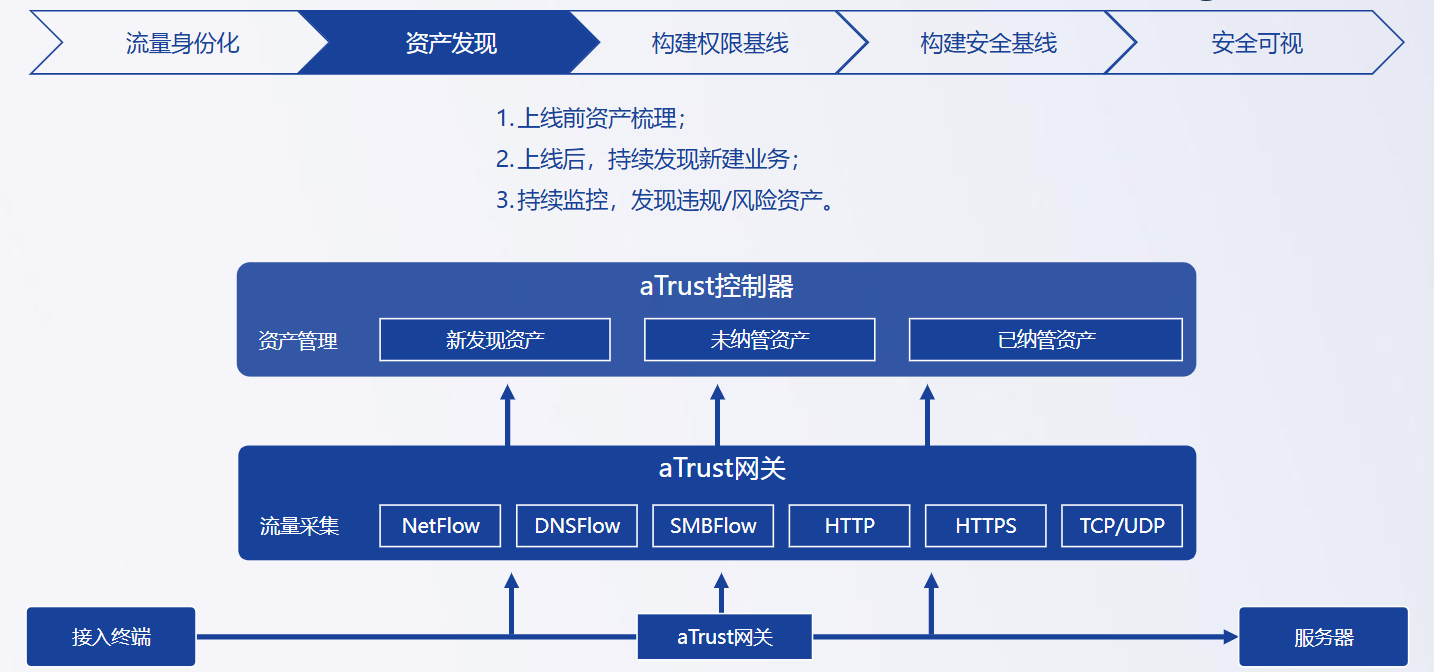 流量身份化
资产发现
构建权限基线
构建安全基线
安全可视
1.上线前资产梳理；
2.上线后，持续发现新建业务；
3.持续监控，发现违规/风险资产。
aTrust控制器
资产管理
新发现资产
未纳管资产
已纳管资产
aTrust网关
流量采集
NetFlow
DNSFlow
SMBFlow
HTTP
HTTPS
TCP/UDP
接入终端
aTrust网关
服务器